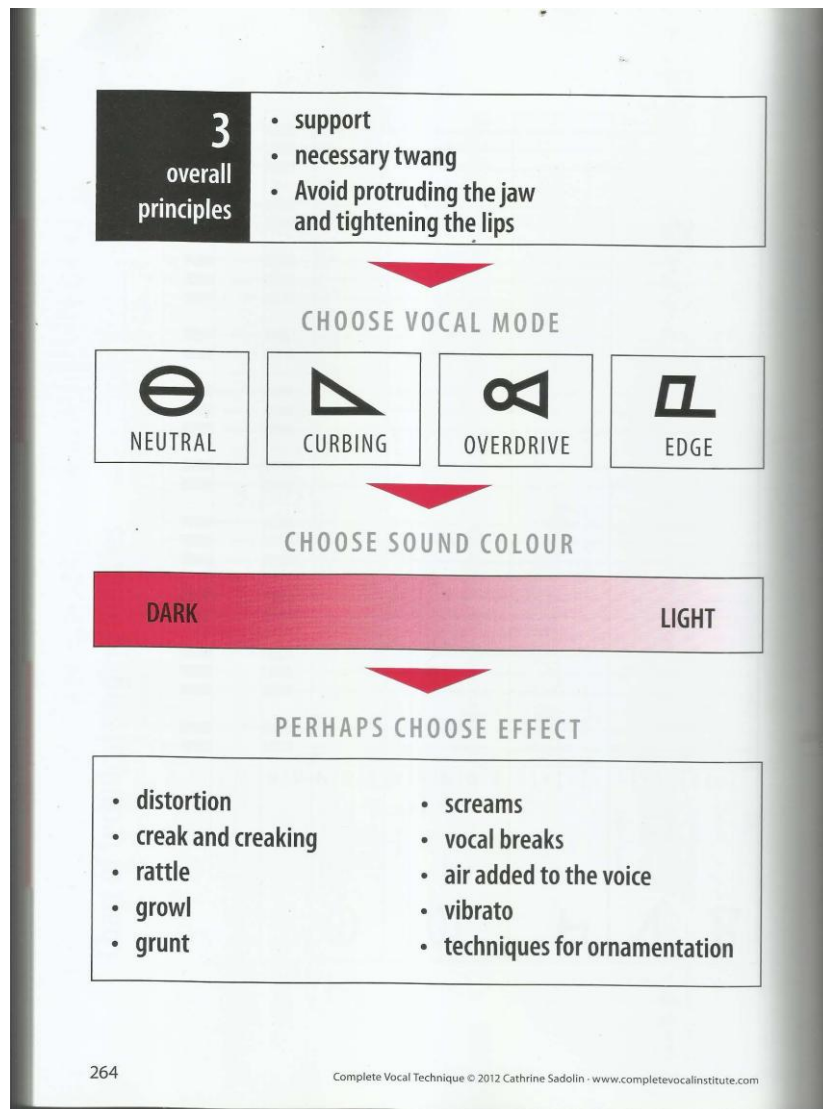 3
overall
principles
• support
• necessary twang
• Avoid protruding the jaw
and tightening the lips
CHOOSE VOCAL MODE
NEUTRAL
CURBING
OVERDRIVE
EDGE
CHOOSE SOUND COLOUR
DARK
LIGHT
PERHAPS CHOOSE EFFECT
• distortion
• creak and creaking
• rattle
• growl
• grunt
• screams
• vocal breaks
• air added to the voice
• vibrato
• techniques for ornamentation
264
Complete Vocal Technique © 2012 Cathrine Sadolin - www.completevocalinstitute.com